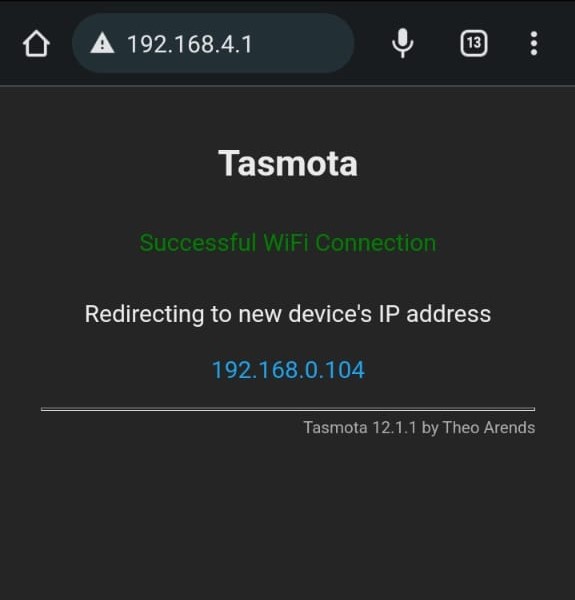 192.168.4.1
13
Tasmota
Successful WiFi Connection
Redirecting to new device's IP address
192.168.0.104
Tasmota 12.1.1 by Theo Arends